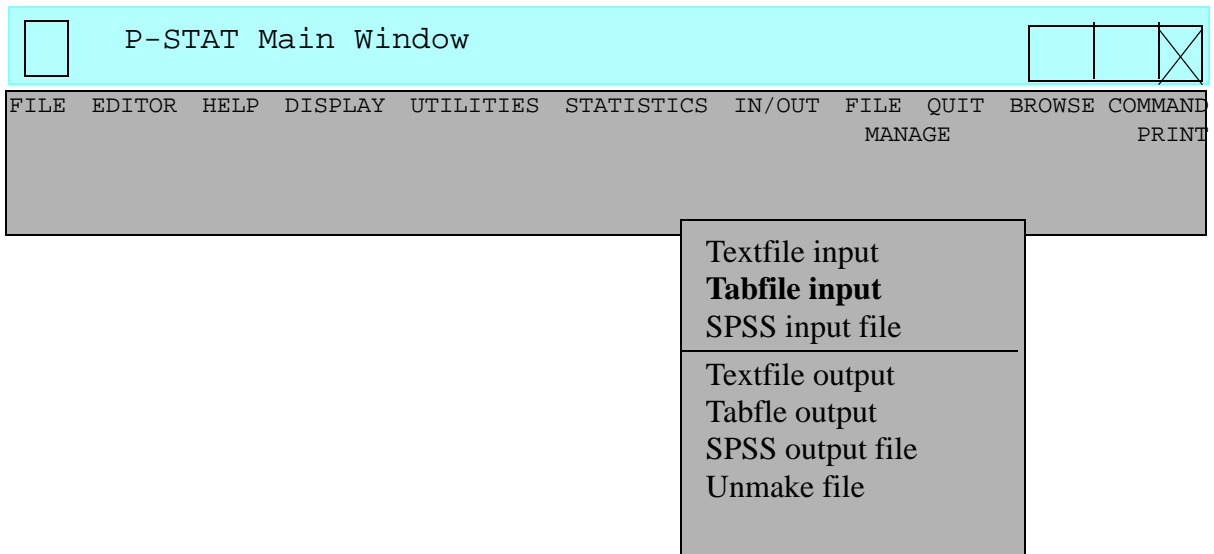 P-STAT Main Window
FILE EDITOR HELP DISPLAY UTILITIES STATISTICS IN/OUT FILE QUIT BROWSE COMMAND
MANAGE PRINT
Textfile input
Tabfile input
SPSS input file
Textfile output
Tabfle output
SPSS output file
Unmake file